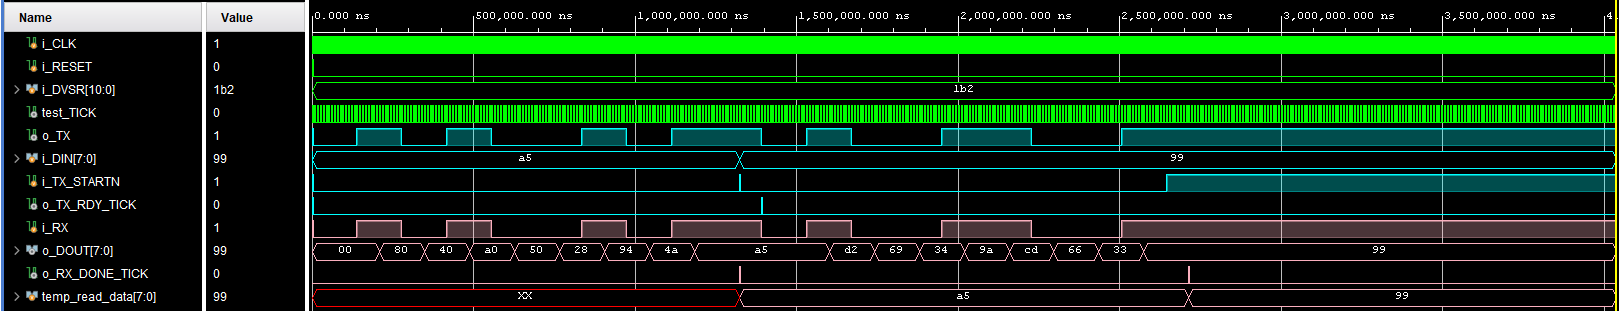 Name Value 0.000 ns 500,000.000 ns 1,000,000.000 ns 1,500,000.000 ns 2,000,000.000 ns 2,500,000.000 ns 3,000,000.000 ns 3,500,000.000 ns 4.
i_CLK 1
i_RESET 0
i_DVSR[10:0] 1b2 1b2
test_TICK 0
o_TX 1
i_DIN[7:0] 99 a5 99
i_TX_STARTN 1
o_TX_RDY_TICK 0
i_RX 1
o_DOUT[7:0] 99 00 80 40 a0 50 28 94 4a a5 d2 69 34 9a cd 66 33 99
o_RX_DONE_TICK 0
temp_read_data[7:0] 99 XX a5 99